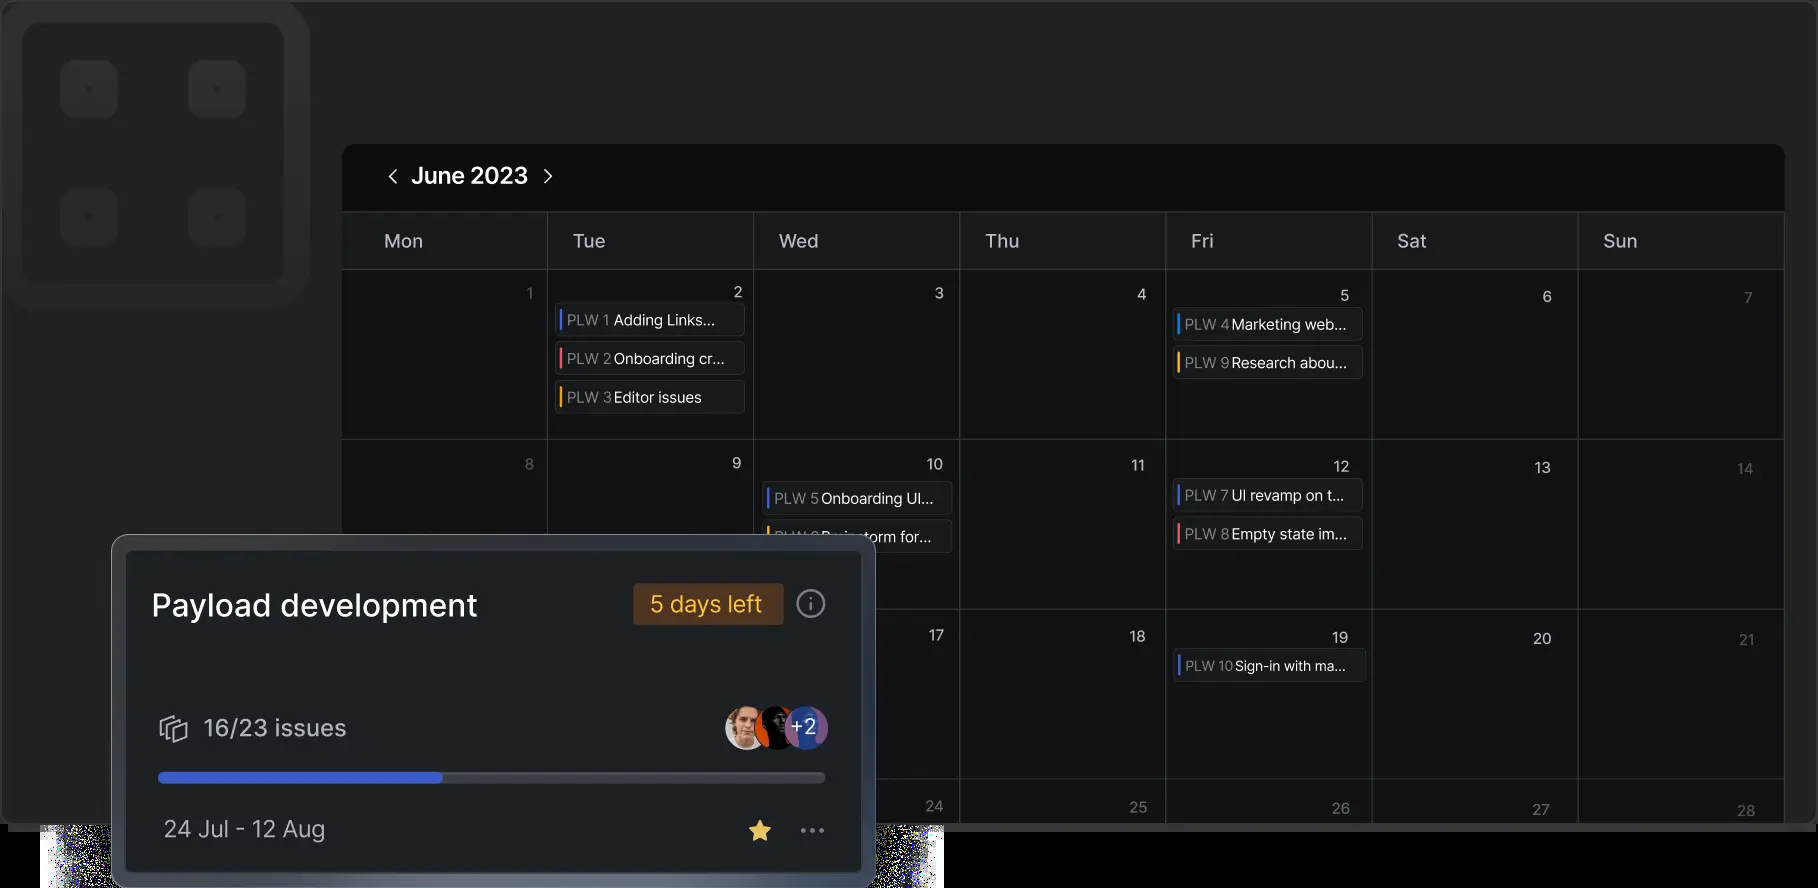 June 2023
Mon Tue Wed Thu Fri Sat Sun
1 2 3 4 5 6 7
PLW 1 Adding Links...
PLW 2 Onboarding cr...
PLW 3 Editor issues
PLW 4 Marketing web...
PLW 9 Research abou...
8 9 10 11 12 13 14
PLW 5 Onboarding UI...
Brainstorm for...
PLW 7 UI revamp on t...
PLW 8 Empty state im...
17 18 19 20 21
PLW 10 Sign-in with ma...
24 25 26 27 28
Payload development
5 days left
16/23 issues
+2
24 Jul - 12 Aug